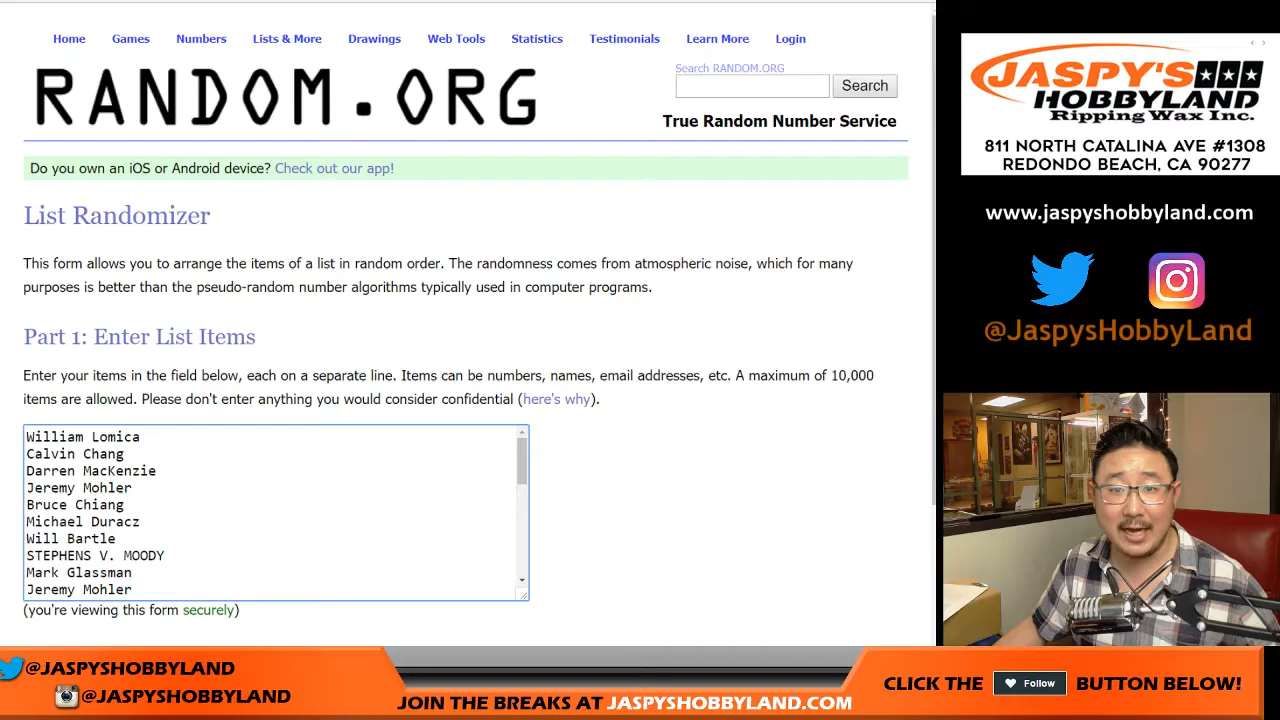 Home Games Numbers Lists & More Drawings Web Tools Statistics Testimonials Learn More Login
RANDOM.ORG
Search RANDOM.ORG
Search
True Random Number Service
Do you own an iOS or Android device? Check out our app!
List Randomizer
This form allows you to arrange the items of a list in random order. The randomness comes from atmospheric noise, which for many
purposes is better than the pseudo-random number algorithms typically used in computer programs.
Part 1: Enter List Items
Enter your items in the field below, each on a separate line. Items can be numbers, names, email addresses, etc. A maximum of 10,000
items are allowed. Please don't enter anything you would consider confidential (here's why).
William Lomica
Calvin Chang
Darren MacKenzie
Jeremy Mohler
Bruce Chiang
Michael Duracz
Will Bartle
STEPHENS V. MOODY
Mark Glassman
Jeremy Mohler
(you're viewing this form securely)
JASPY'S
HOBBYLAND
Ripping Wax Inc.
811 NORTH CATALINA AVE #1308
REDONDO BEACH, CA 90277
www.jaspyshobbyland.com
@JaspysHobbyLand
@JASPYSHOBBYLAND
@JASPYSHOBBYLAND
JOIN THE BREAKS AT JASPYSHOBBYLAND.COM
CLICK THE Follow BUTTON BELOW!